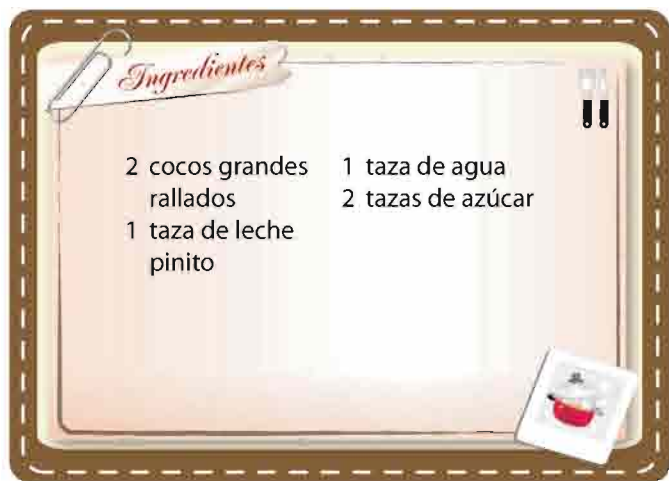 Ingredientes
2 cocos grandes
rallados
1 taza de leche
pinito
1 taza de agua
2 tazas de azúcar